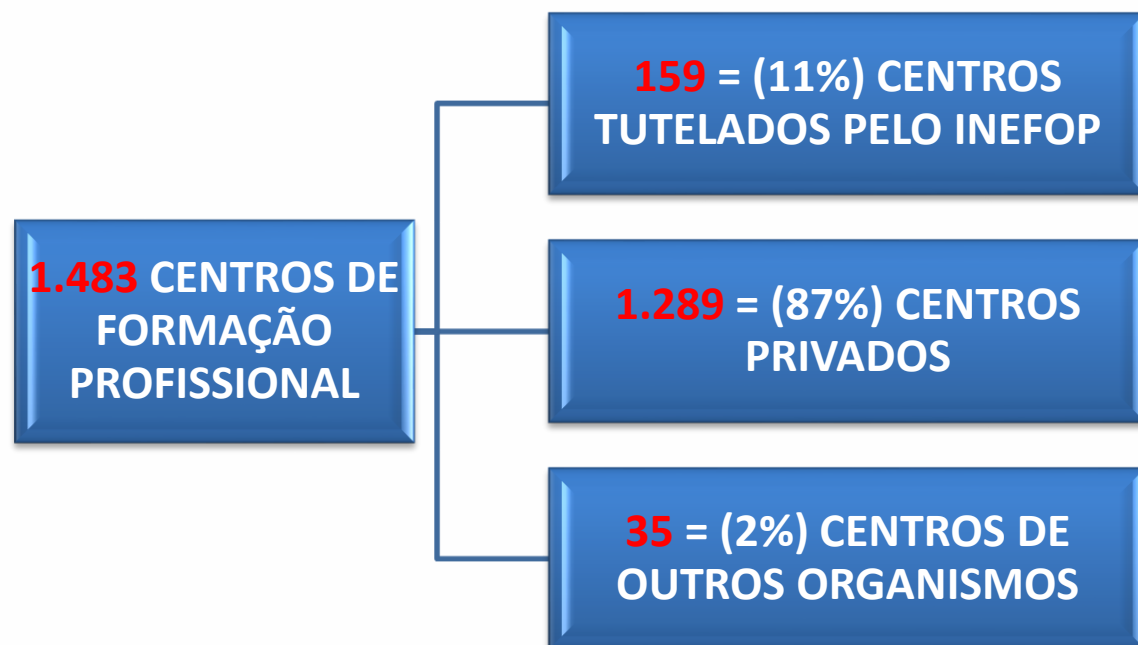 159 = (11%) CENTROS
TUTELADOS PELO INEFOP
1.483 CENTROS DE
FORMAÇÃO
PROFISSIONAL
1.289 = (87%) CENTROS
PRIVADOS
35 = (2%) CENTROS DE
OUTROS ORGANISMOS